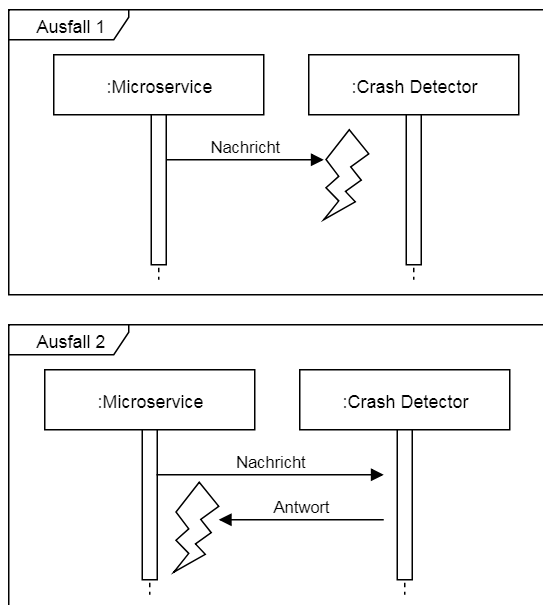 Ausfall 1
:Microservice
:Crash Detector
Nachricht
Ausfall 2
:Microservice
:Crash Detector
Nachricht
Antwort